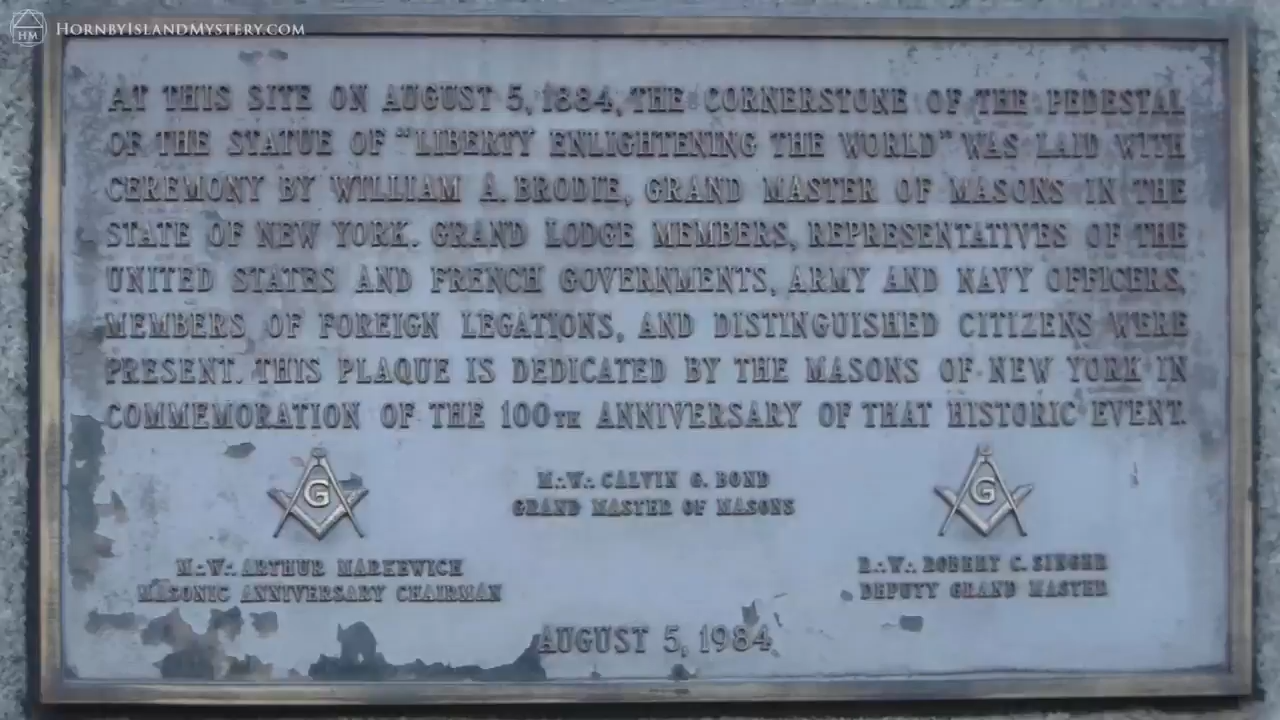 HM HORNBYISLANDMYSTERY.COM
AT THIS SITE ON AUGUST 5, 1884, THE CORNERSTONE OF THE PEDESTAL
OF THE STATUE OF "LIBERTY ENLIGHTENING THE WORLD" WAS LAID WITH
CEREMONY BY WILLIAM A. BRODIE, GRAND MASTER OF MASONS IN THE
STATE OF NEW YORK. GRAND LODGE MEMBERS, REPRESENTATIVES OF THE
UNITED STATES AND FRENCH GOVERNMENTS, ARMY AND NAVY OFFICERS,
MEMBERS OF FOREIGN LEGATIONS, AND DISTINGUISHED CITIZENS WERE
PRESENT. THIS PLAQUE IS DEDICATED BY THE MASONS OF NEW YORK IN
COMMEMORATION OF THE 100TH ANNIVERSARY OF THAT HISTORIC EVENT.
G
G
M∴W∴ CALVIN G. BOND
GRAND MASTER OF MASONS
M∴W∴ ARTHUR MARKEWICH
MASONIC ANNIVERSARY CHAIRMAN
R∴W∴ ROBERT C. SINGER
DEPUTY GRAND MASTER
AUGUST 5, 1984